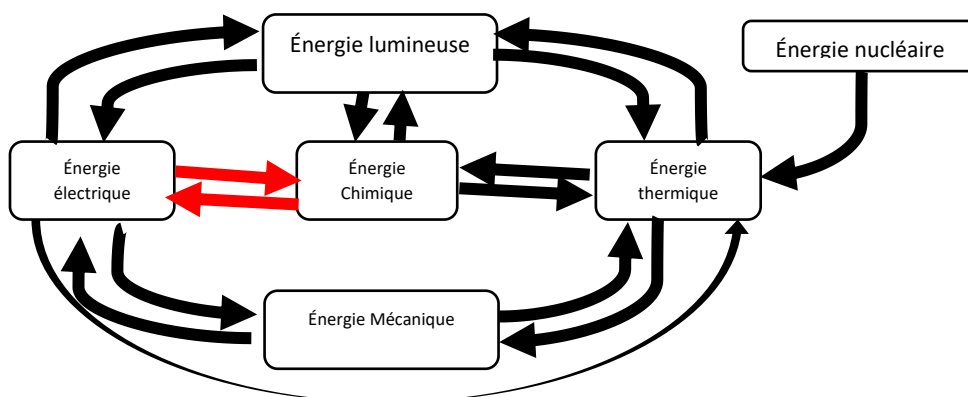 Énergie lumineuse
Énergie nucléaire
Énergie
électrique
Énergie
Chimique
Énergie
thermique
Énergie Mécanique